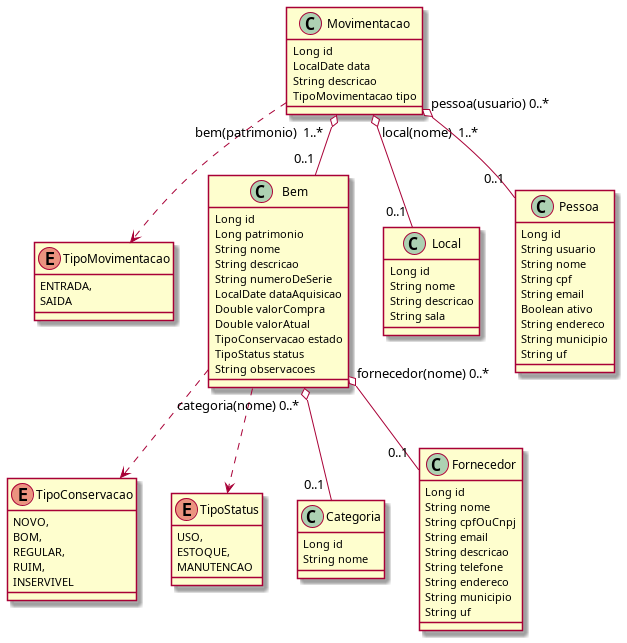 C Movimentacao
Long id
LocalDate data
String descricao
TipoMovimentacao tipo
pessoa(usuario) 0..*
bem(patrimonio) 1..*
local(nome) 1..*
0..1
0..1
0..1
C Bem
Long id
Long patrimonio
String nome
String descricao
String numeroDeSerie
LocalDate dataAquisicao
Double valorCompra
Double valorAtual
TipoConservacao estado
TipoStatus status
String observacoes
C Pessoa
Long id
String usuario
String nome
String cpf
String email
Boolean ativo
String endereco
String municipio
String uf
C Local
Long id
String nome
String descricao
String sala
E TipoMovimentacao
ENTRADA,
SAIDA
fornecedor(nome) 0..*
categoria(nome) 0..*
0..1
0..1
E TipoConservacao
NOVO,
BOM,
REGULAR,
RUIM,
INSERVIVEL
E TipoStatus
USO,
ESTOQUE,
MANUTENCAO
C Categoria
Long id
String nome
C Fornecedor
Long id
String nome
String cpfOuCnpj
String email
String descricao
String telefone
String endereco
String municipio
String uf